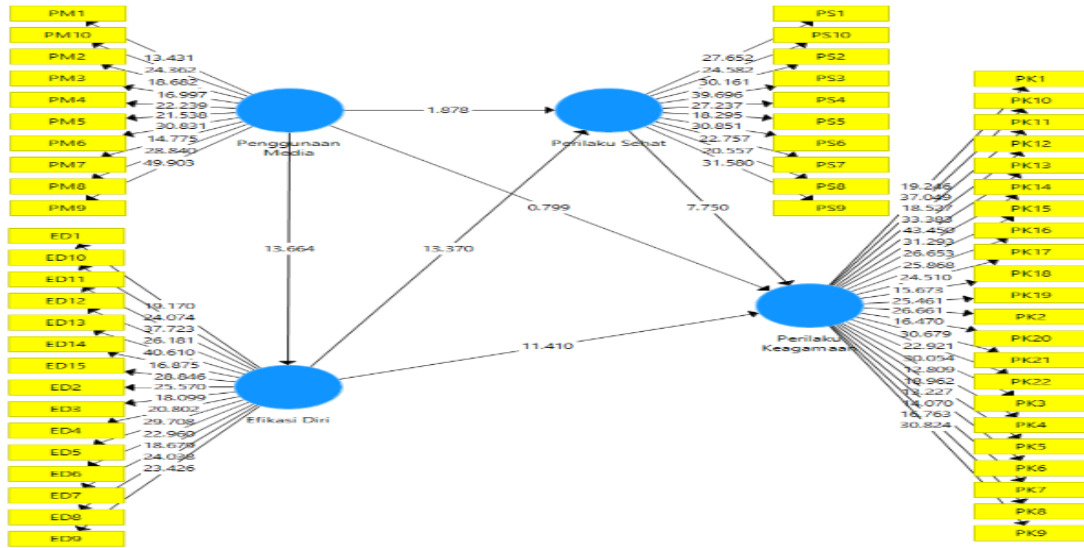 PM1
PM10
PM2
PM3
PM4
PM5
PM6
PM7
PM8
PM9
13.431
24.362
18.682
16.997
22.239
21.538
30.831
14.775
28.840
49.903
Penggunaan
Media
1.878
Perilaku Sehat
PS1
PS10
PS2
PS3
PS4
PS5
PS6
PS7
PS8
PS9
27.652
24.582
30.161
39.696
27.237
18.295
30.851
22.757
20.557
31.580
13.664
13.370
0.799
7.750
11.410
ED1
ED10
ED11
ED12
ED13
ED14
ED15
ED2
ED3
ED4
ED5
ED6
ED7
ED8
ED9
19.170
24.074
37.723
26.181
40.610
16.875
28.846
25.570
18.099
20.802
29.708
22.960
18.679
24.038
23.426
Efikasi Diri
Perilaku
Keagamaan
19.246
37.049
18.537
33.383
43.450
31.293
26.653
25.868
24.510
15.673
25.461
26.661
16.470
30.679
22.921
30.054
12.809
18.962
13.227
14.070
16.763
30.824
PK1
PK10
PK11
PK12
PK13
PK14
PK15
PK16
PK17
PK18
PK19
PK2
PK20
PK21
PK22
PK3
PK4
PK5
PK6
PK7
PK8
PK9